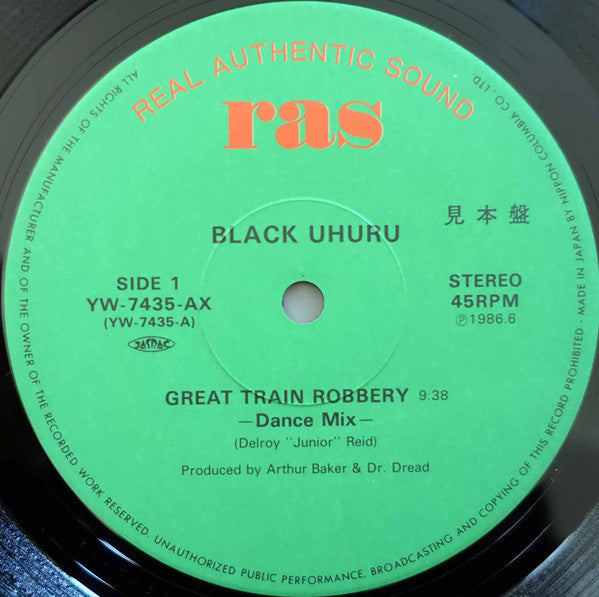 REAL AUTHENTIC SOUND
ras
BLACK UHURU
見本盤
SIDE 1
YW-7435-AX
(YW-7435-A)
JASRAC
STEREO
45RPM
Ⓟ1986.6
GREAT TRAIN ROBBERY 9:38
—Dance Mix—
(Delroy "Junior" Reid)
Produced by Arthur Baker & Dr. Dread
ALL RIGHTS OF THE MANUFACTURER AND OF THE OWNER OF THE RECORDED WORK RESERVED. UNAUTHORIZED PUBLIC PERFORMANCE, BROADCASTING AND COPYING OF THIS RECORD PROHIBITED · MADE IN JAPAN BY NIPPON COLUMBIA CO., LTD.